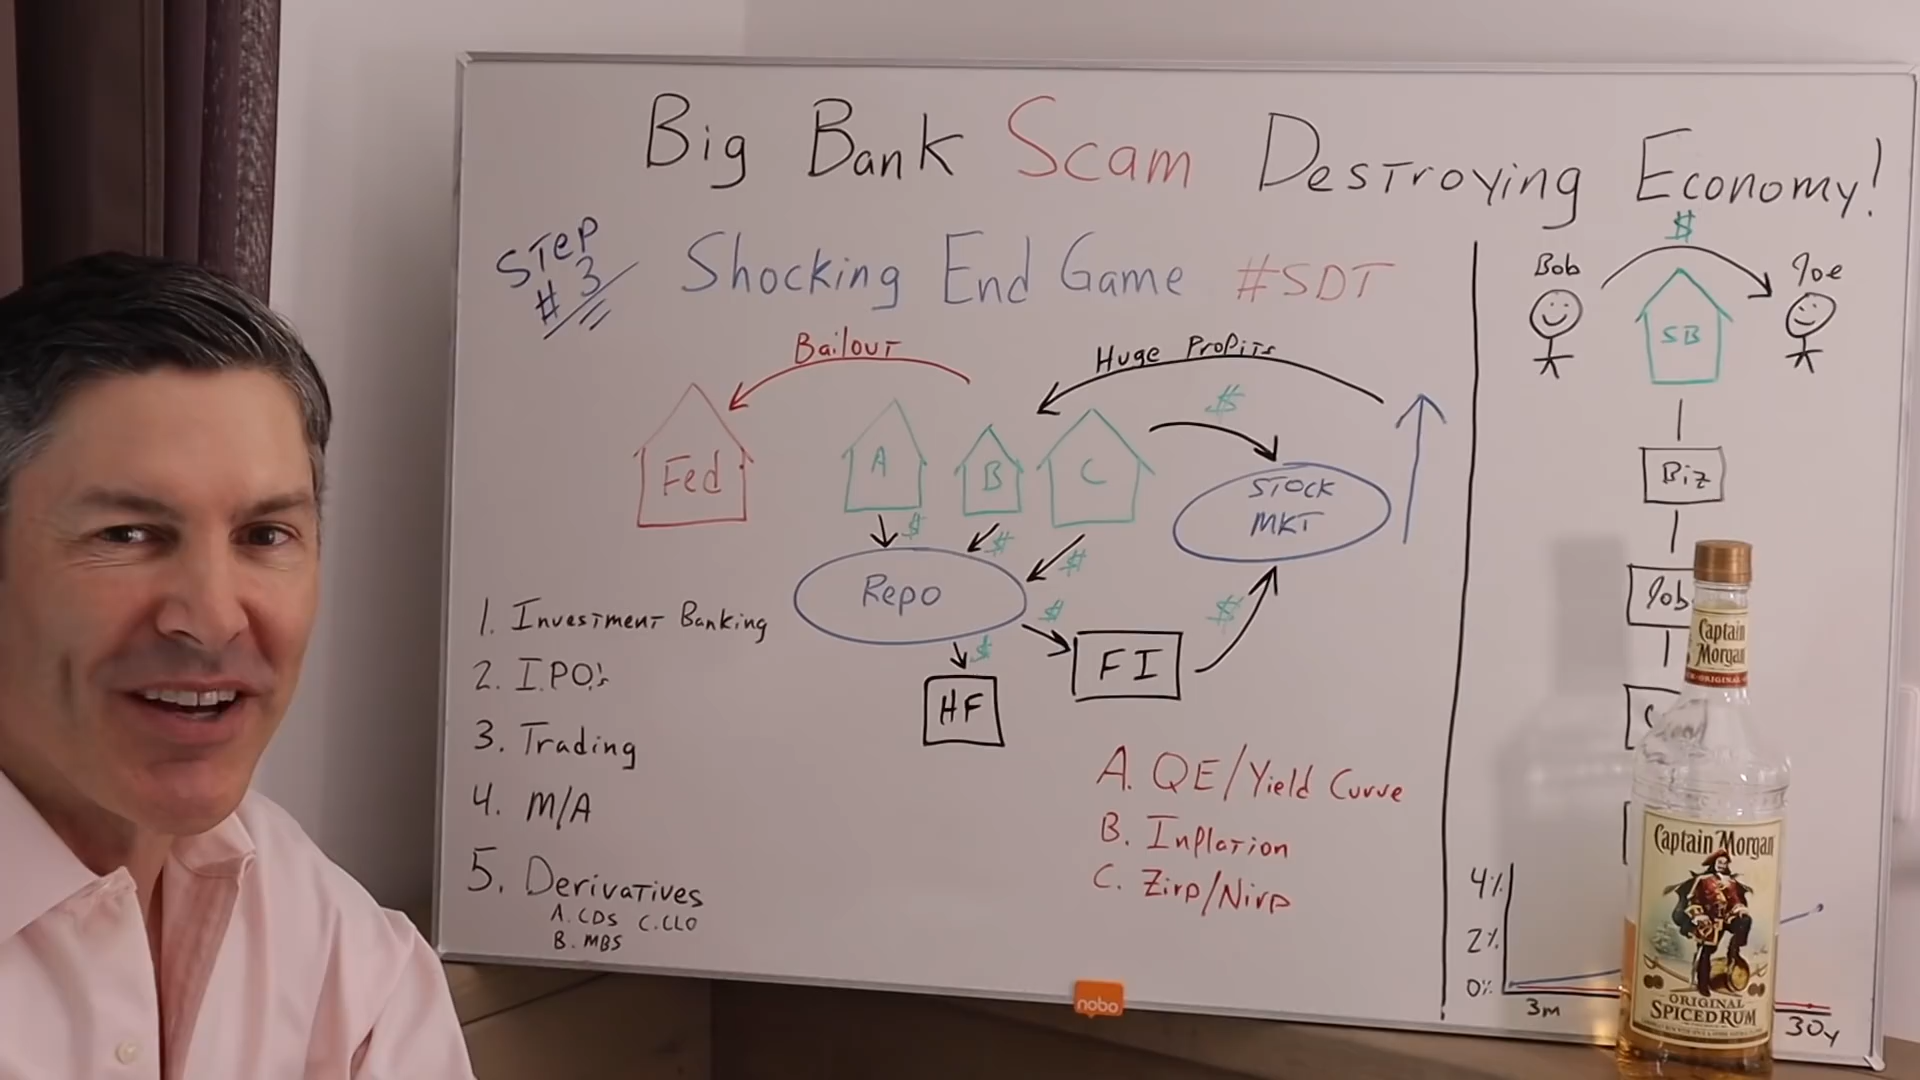 Big Bank Scam Destroying Economy!
Step #3
Shocking End Game #SDT
Bailout
Huge Profits
$
Fed
A
B
C
$
$
$
Stock
MKT
Repo
$
$
$
HF
FI
1. Investment Banking
2. I.PO's
3. Trading
4. M/A
5. Derivatives
A. CDS C. CLO
B. MBS
A. QE/Yield Curve
B. Inflation
C. Zirp/Nirp
nobo
$
Bob
Joe
SB
Biz
Job
4%
2%
0%
3m
30y
Captain
Morgan
ORIGINAL
Captain Morgan
ORIGINAL
SPICED RUM